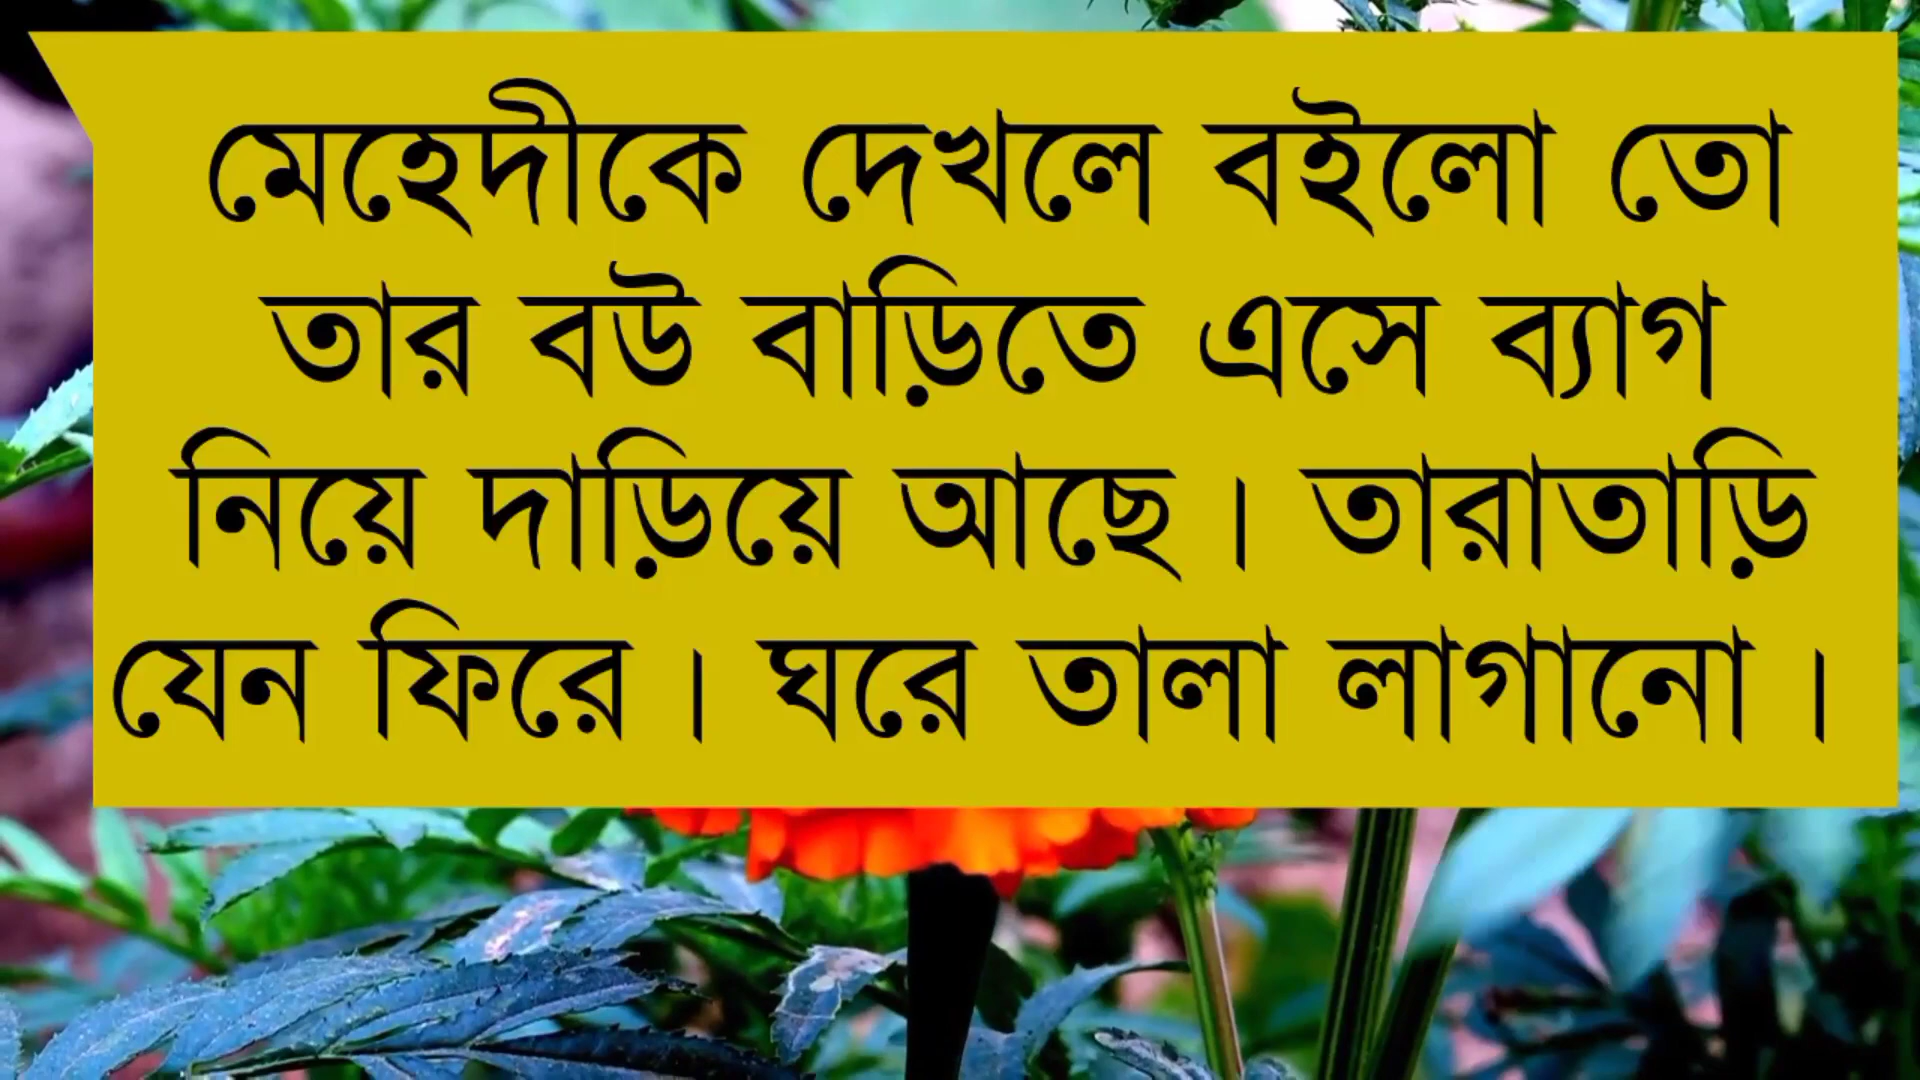 মেহেদীকে দেখলে বইলো তো
তার বউ বাড়িতে এসে ব্যাগ
নিয়ে দাড়িয়ে আছে। তারাতাড়ি
যেন ফিরে। ঘরে তালা লাগানো।